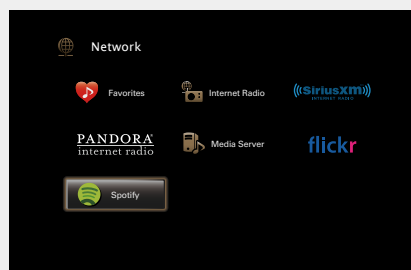 Network
Favorites
Internet Radio
SiriusXM
INTERNET RADIO
PANDORA
internet radio
Media Server
flickr
Spotify